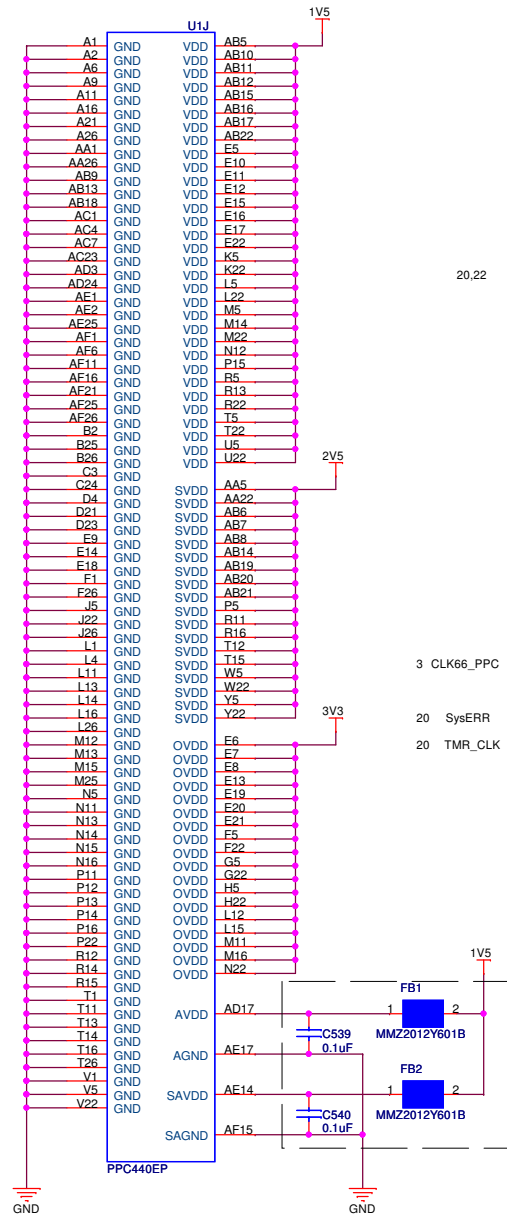 U1J 1V5
A1 GND VDD AB5
A2 GND VDD AB10
A6 GND VDD AB11
A9 GND VDD AB12
A11 GND VDD AB15
A16 GND VDD AB16
A21 GND VDD AB17
A26 GND VDD AB22
AA1 GND VDD E5
AA26 GND VDD E10
AB9 GND VDD E11
AB13 GND VDD E12
AB18 GND VDD E15
AC1 GND VDD E16
AC4 GND VDD E17
AC7 GND VDD E22
AC23 GND VDD K5
AD3 GND VDD K22 20,22
AD24 GND VDD L5
AE1 GND VDD L22
AE2 GND VDD M5
AE25 GND VDD M14
AF1 GND VDD M22
AF6 GND VDD N12
AF11 GND VDD P15
AF16 GND VDD R5
AF21 GND VDD R13
AF25 GND VDD R22
AF26 GND VDD T5
B2 GND VDD T22
B25 GND VDD U5
B26 GND VDD U22 2V5
C3 GND
C24 GND SVDD AA5
D4 GND SVDD AA22
D21 GND SVDD AB6
D23 GND SVDD AB7
E9 GND SVDD AB8
E14 GND SVDD AB14
E18 GND SVDD AB19
F1 GND SVDD AB20
F26 GND SVDD AB21
J5 GND SVDD P5
J22 GND SVDD R11
J26 GND SVDD R16
L1 GND SVDD T12
L4 GND SVDD T15 3 CLK66_PPC
L11 GND SVDD W5
L13 GND SVDD W22
L14 GND SVDD Y5
L16 GND SVDD Y22 3V3 20 SysERR
L26 GND
M12 GND OVDD E6 20 TMR_CLK
M13 GND OVDD E7
M15 GND OVDD E8
M25 GND OVDD E13
N5 GND OVDD E19
N11 GND OVDD E20
N13 GND OVDD E21
N14 GND OVDD F5
N15 GND OVDD F22
N16 GND OVDD G5
P11 GND OVDD G22
P12 GND OVDD H5
P13 GND OVDD H22
P14 GND OVDD L12
P16 GND OVDD L15
P22 GND OVDD M11
R12 GND OVDD M16 1V5
R14 GND OVDD N22
R15 GND FB1
T1 GND
T11 GND AVDD AD17 1 2
T13 GND MMZ2012Y601B
T14 GND C539
T16 GND AGND AE17 0.1uF
T26 GND FB2
V1 GND
V5 GND SAVDD AE14 1 2
V22 GND MMZ2012Y601B
C540
SAGND AF15 0.1uF
PPC440EP
GND GND